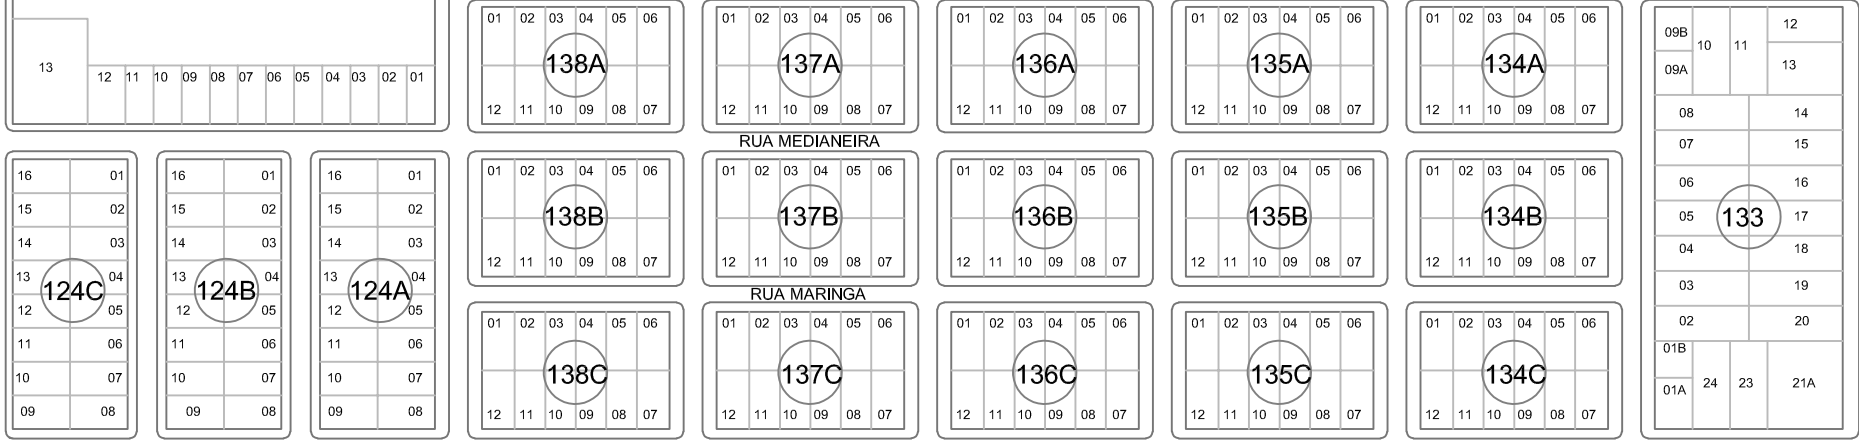 13
12 11 10 09 08 07 06 05 04 03 02 01
01 02 03 04 05 06
138A
12 11 10 09 08 07
01 02 03 04 05 06
137A
12 11 10 09 08 07
01 02 03 04 05 06
136A
12 11 10 09 08 07
01 02 03 04 05 06
135A
12 11 10 09 08 07
01 02 03 04 05 06
134A
12 11 10 09 08 07
RUA MEDIANEIRA
16 01
15 02
14 03
13 04
124C
12 05
11 06
10 07
09 08
16 01
15 02
14 03
13 04
124B
12 05
11 06
10 07
09 08
16 01
15 02
14 03
13 04
124A
12 05
11 06
10 07
09 08
01 02 03 04 05 06
138B
12 11 10 09 08 07
01 02 03 04 05 06
137B
12 11 10 09 08 07
01 02 03 04 05 06
136B
12 11 10 09 08 07
01 02 03 04 05 06
135B
12 11 10 09 08 07
01 02 03 04 05 06
134B
12 11 10 09 08 07
RUA MARINGA
01 02 03 04 05 06
138C
12 11 10 09 08 07
01 02 03 04 05 06
137C
12 11 10 09 08 07
01 02 03 04 05 06
136C
12 11 10 09 08 07
01 02 03 04 05 06
135C
12 11 10 09 08 07
01 02 03 04 05 06
134C
12 11 10 09 08 07
09B 10 11 12
09A 13
08 14
07 15
06 16
05 133 17
04 18
03 19
02 20
01B
01A 24 23 21A